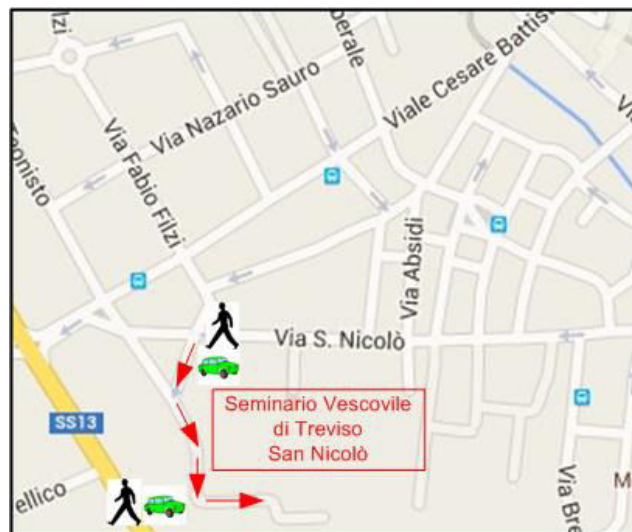 Viale Cesare Battist
Via Nazario Sauro
Via Fabio Filzi
Via Absidi
Via S. Nicolò
Seminario Vescovile
di Treviso
San Nicolò
SS13
ellico
Via Bre